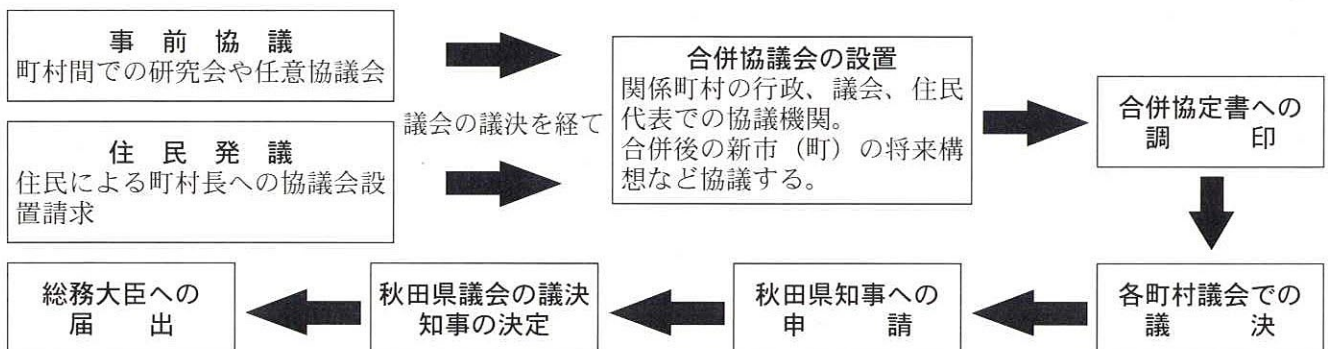 事前協議
町村間での研究会や任意協議会
住民発議
住民による町村長への協議会設
置請求
議会の議決を経て
合併協議会の設置
関係町村の行政、議会、住民
代表での協議機関。
合併後の新市（町）の将来構
想など協議する。
合併協定書への
調印
各町村議会での
議決
秋田県知事への
申請
秋田県議会の議決
知事の決定
総務大臣への
届出